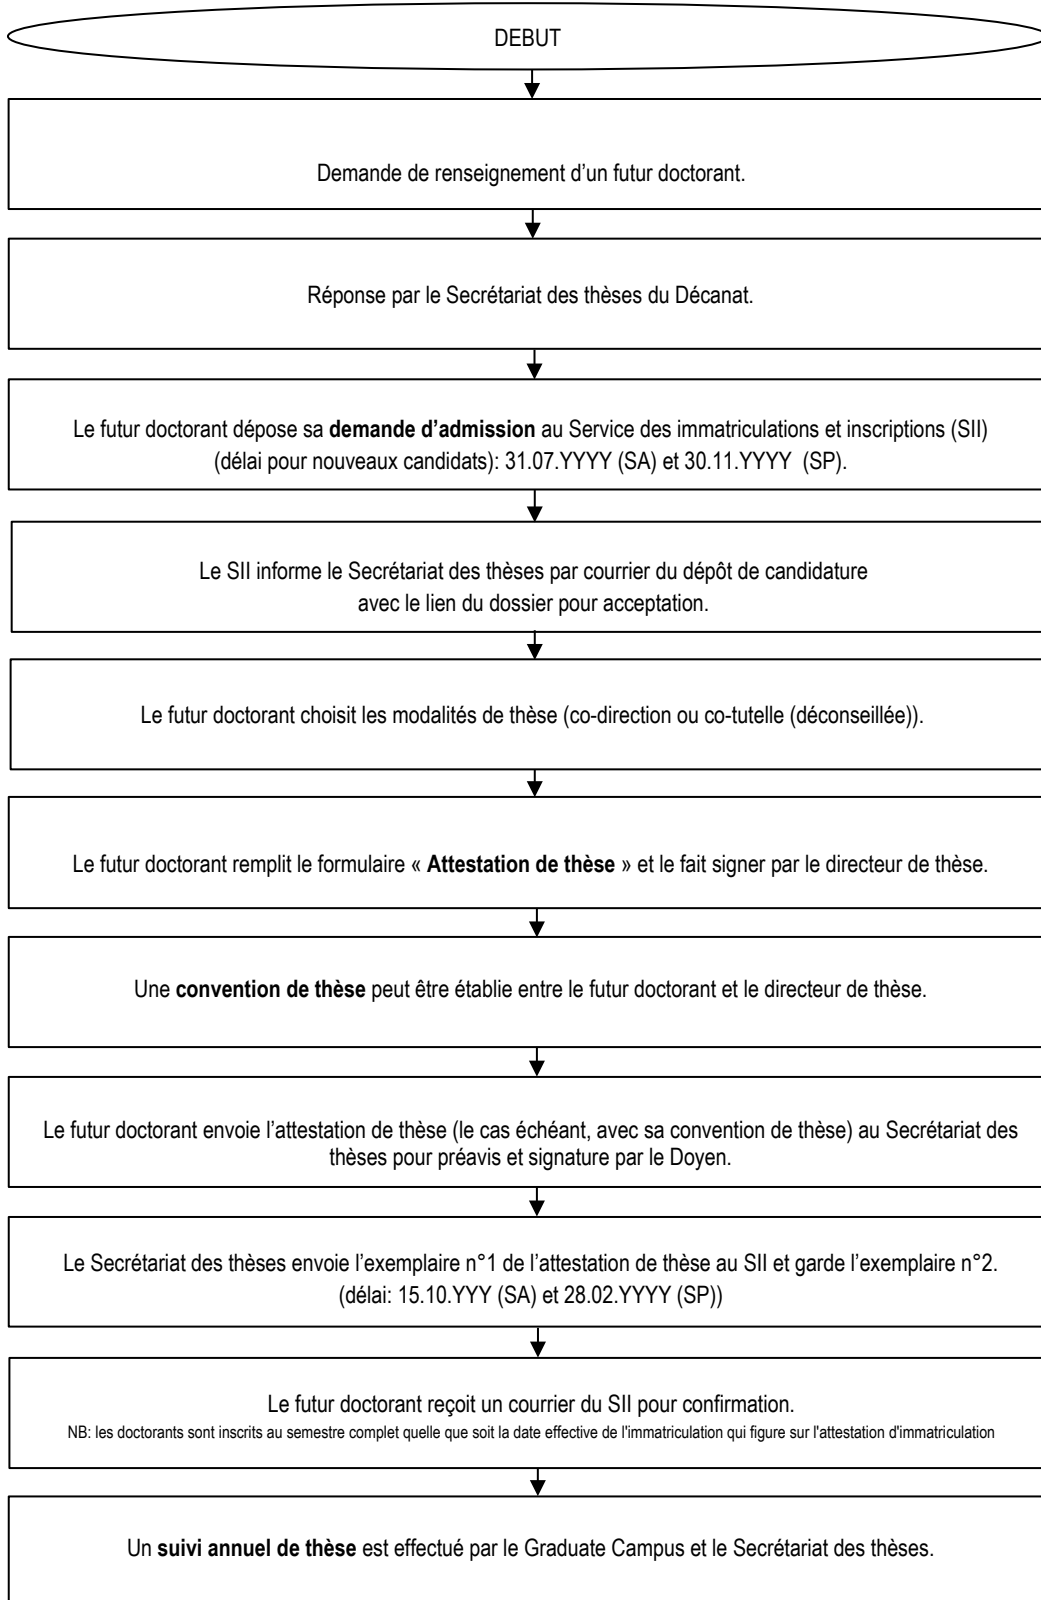 DEBUT
Demande de renseignement d'un futur doctorant.
Réponse par le Secrétariat des thèses du Décanat.
Le futur doctorant dépose sa demande d'admission au Service des immatriculations et inscriptions (SII)
(délai pour nouveaux candidats): 31.07.YYYY (SA) et 30.11.YYYY  (SP).
Le SII informe le Secrétariat des thèses par courrier du dépôt de candidature
avec le lien du dossier pour acceptation.
Le futur doctorant choisit les modalités de thèse (co-direction ou co-tutelle (déconseillée)).
Le futur doctorant remplit le formulaire « Attestation de thèse » et le fait signer par le directeur de thèse.
Une convention de thèse peut être établie entre le futur doctorant et le directeur de thèse.
Le futur doctorant envoie l'attestation de thèse (le cas échéant, avec sa convention de thèse) au Secrétariat des
thèses pour préavis et signature par le Doyen.
Le Secrétariat des thèses envoie l'exemplaire n°1 de l'attestation de thèse au SII et garde l'exemplaire n°2.
(délai: 15.10.YYY (SA) et 28.02.YYYY (SP))
Le futur doctorant reçoit un courrier du SII pour confirmation.
NB: les doctorants sont inscrits au semestre complet quelle que soit la date effective de l'immatriculation qui figure sur l'attestation d'immatriculation
Un suivi annuel de thèse est effectué par le Graduate Campus et le Secrétariat des thèses.